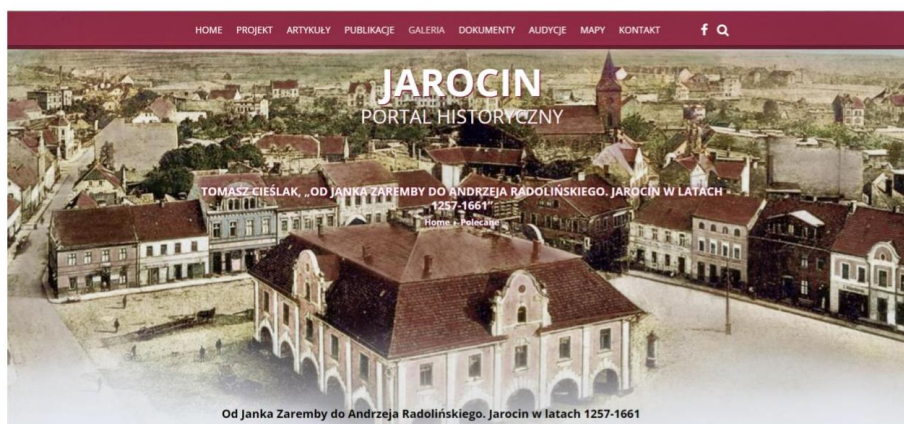 HOME PROJEKT ARTYKUŁY PUBLIKACJE GALERIA DOKUMENTY AUDYCJE MAPY KONTAKT f
JAROCIN
PORTAL HISTORYCZNY
TOMASZ CIEŚLAK, „OD JANKA ZAREMBY DO ANDRZEJA RADOLIŃSKIEGO. JAROCIN W LATACH
1257-1661”
Home » Polecane
Od Janka Zaremby do Andrzeja Radolińskiego. Jarocin w latach 1257-1661